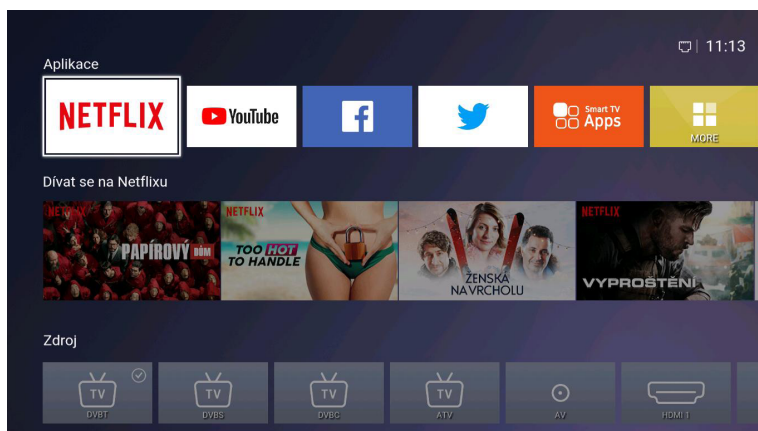 11:13
Aplikace
NETFLIX
YouTube
Smart TV
Apps
MORE
Dívat se na Netflixu
NETFLIX
PAPÍROVÝ DŮM
NETFLIX
TOO HOT
TO HANDLE
ŽENSKÁ
NA VRCHOLU
NETFLIX
VYPROŠTĚNÍ
Zdroj
TV
DVBT
TV
DVBS
TV
DVBC
TV
ATV
AV
HDMI 1